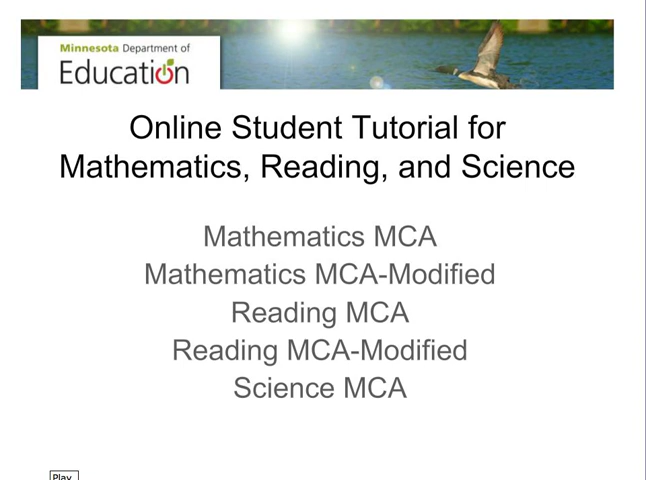 Minnesota Department of
Education
Online Student Tutorial for
Mathematics, Reading, and Science
Mathematics MCA
Mathematics MCA-Modified
Reading MCA
Reading MCA-Modified
Science MCA
Play